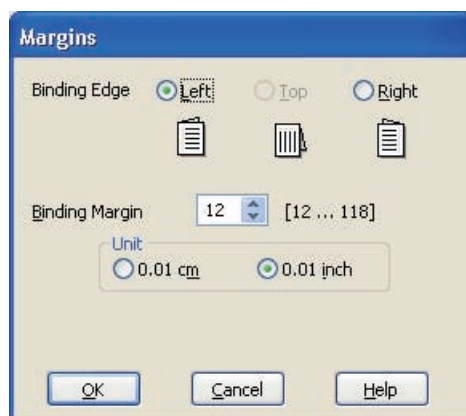 Margins
Binding Edge Left Top Right
Binding Margin 12 [12 ... 118]
Unit
0.01 cm 0.01 inch
OK Cancel Help